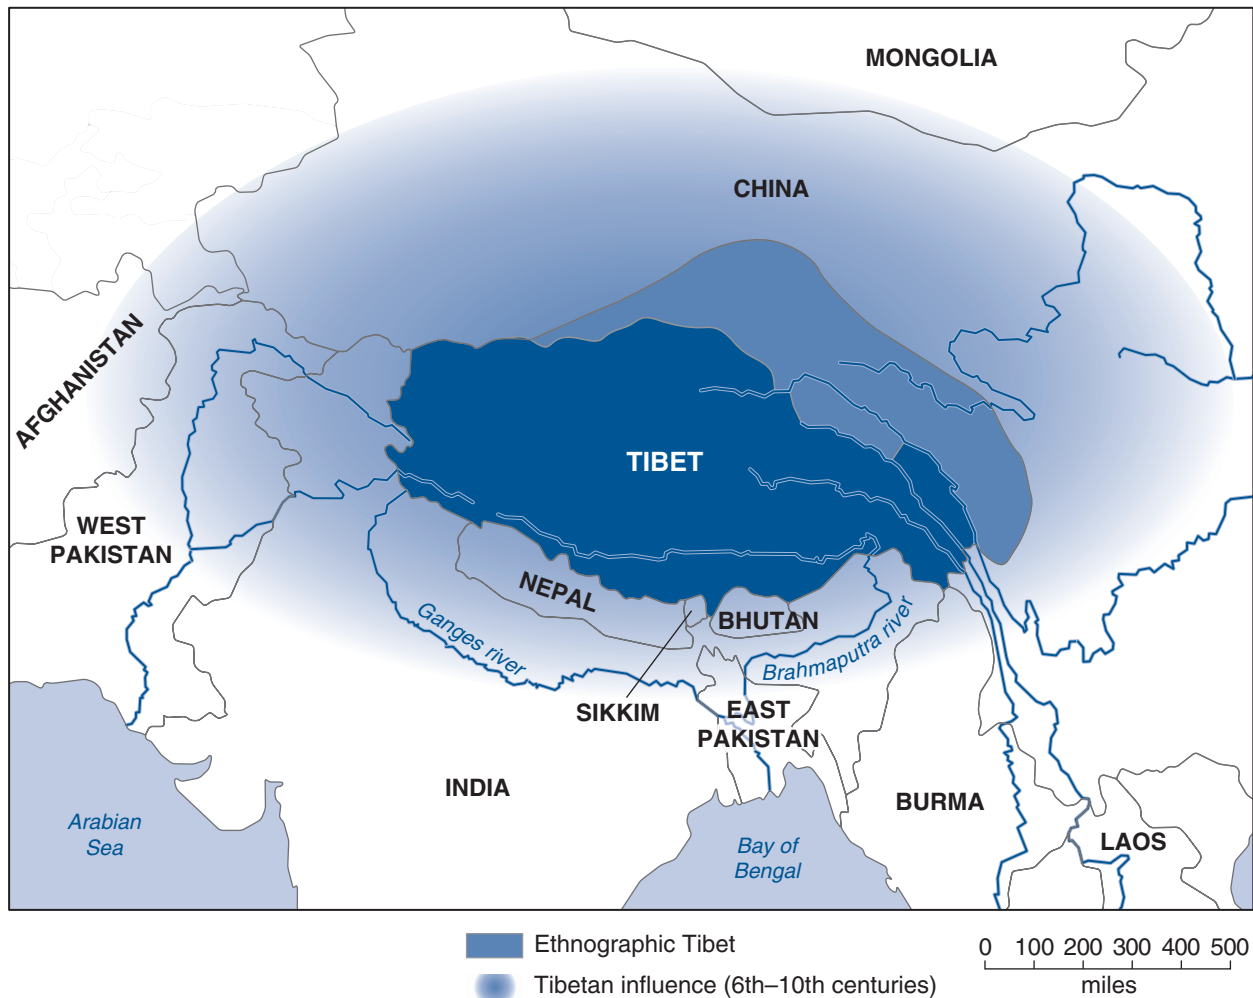 MONGOLIA
CHINA
AFGHANISTAN
TIBET
WEST
PAKISTAN
NEPAL
BHUTAN
Ganges river
Brahmaputra river
SIKKIM
EAST
PAKISTAN
INDIA
BURMA
Arabian
Sea
Bay of
Bengal
LAOS
Ethnographic Tibet
Tibetan influence (6th–10th centuries)
0 100 200 300 400 500
miles